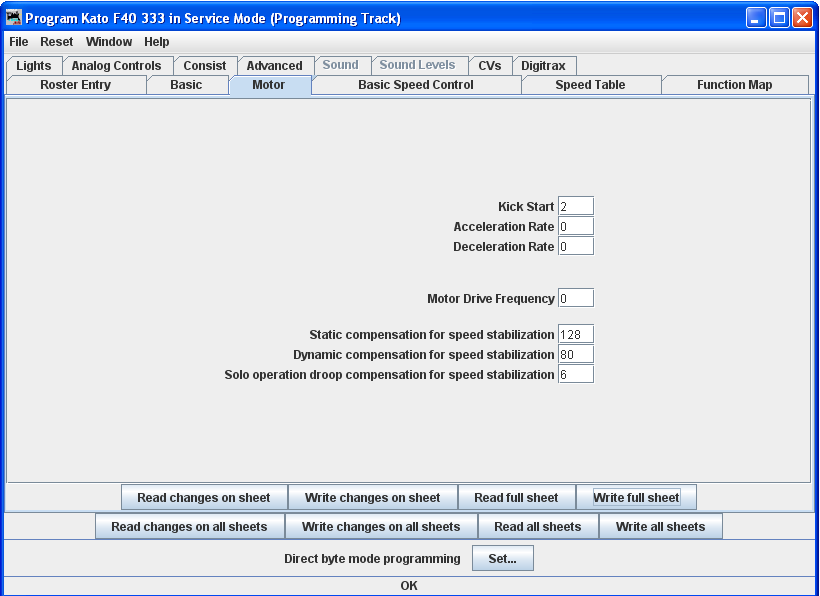 Program Kato F40 333 in Service Mode (Programming Track)
File Reset Window Help
Lights Analog Controls Consist Advanced Sound Sound Levels CVs Digitrax
Roster Entry Basic Motor Basic Speed Control Speed Table Function Map
Kick Start 2
Acceleration Rate 0
Deceleration Rate 0
Motor Drive Frequency 0
Static compensation for speed stabilization 128
Dynamic compensation for speed stabilization 80
Solo operation droop compensation for speed stabilization 6
Read changes on sheet Write changes on sheet Read full sheet Write full sheet
Read changes on all sheets Write changes on all sheets Read all sheets Write all sheets
Direct byte mode programming Set...
OK